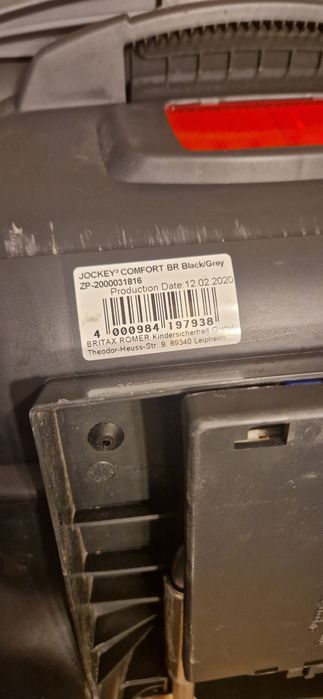 JOCKEY³ COMFORT BR Black/Grey
ZP-2000031816
Production Date 12.02.2020
4 000984 197938
BRITAX RÖMER Kindersicherheit GmbH
Theodor-Heuss-Str. 9, 89340 Leipheim